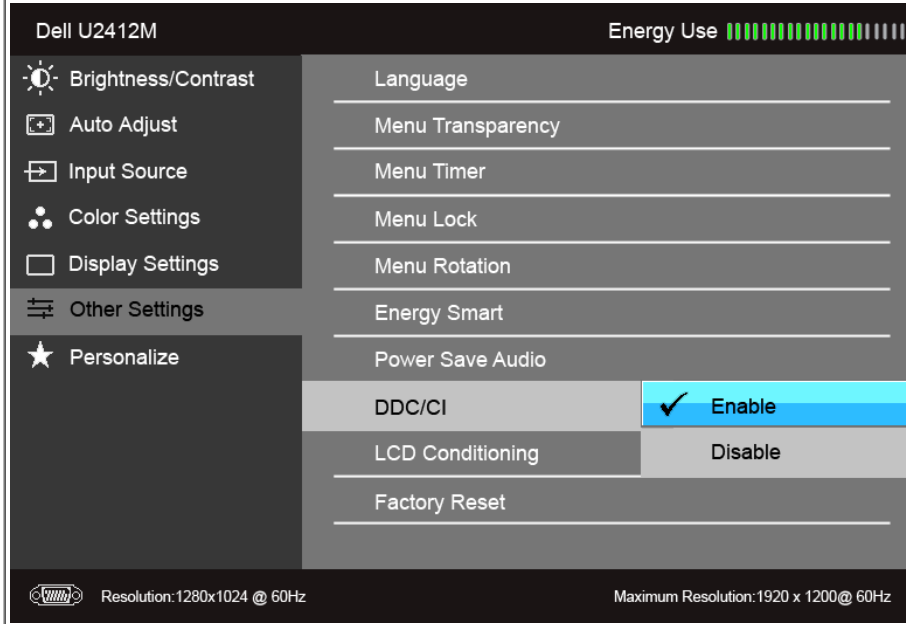 Dell U2412M
Energy Use
Brightness/Contrast
Auto Adjust
Input Source
Color Settings
Display Settings
Other Settings
Personalize
Language
Menu Transparency
Menu Timer
Menu Lock
Menu Rotation
Energy Smart
Power Save Audio
DDC/CI
Enable
Disable
LCD Conditioning
Factory Reset
Resolution:1280x1024 @ 60Hz
Maximum Resolution:1920 x 1200@ 60Hz